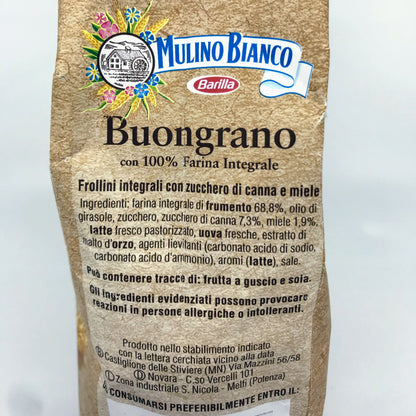 MULINO BIANCO
Barilla
Buongrano
con 100% Farina Integrale
Frollini integrali con zucchero di canna e miele
Ingredienti: farina integrale di frumento 68,8%, olio di
girasole, zucchero, zucchero di canna 7,3%, miele 1,9%,
latte fresco pastorizzato, uova fresche, estratto di
malto d'orzo, agenti lievitanti (carbonato acido di sodio,
carbonato acido d'ammonio), aromi (latte), sale.
Può contenere tracce di: frutta a guscio e soia.
Gli ingredienti evidenziati possono provocare
reazioni in persone allergiche o intolleranti.
Prodotto nello stabilimento indicato
con la lettera cerchiata vicino alla data
Castiglione delle Stiviere (MN) Via Mazzini 56/58
Novara - C.so Vercelli 101
Zona industriale S. Nicola - Melfi (Potenza)
CONSUMARSI PREFERIBILMENTE ENTRO IL: